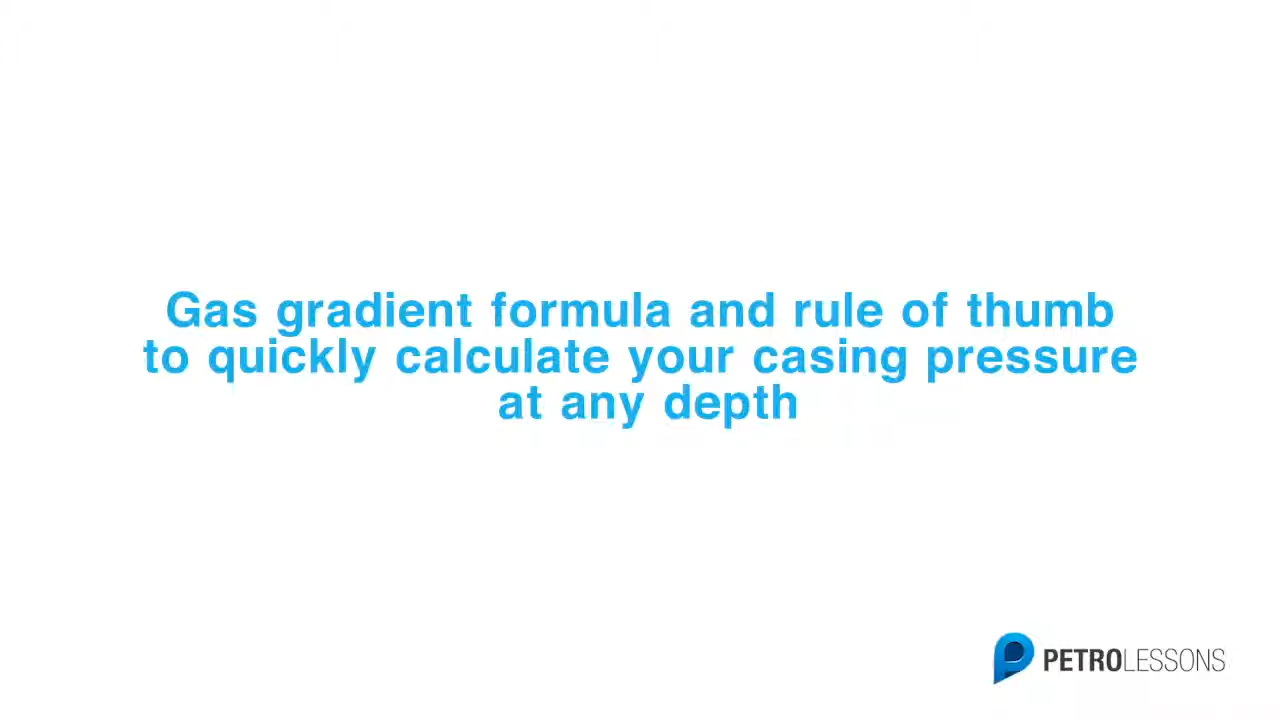 Gas gradient formula and rule of thumb
to quickly calculate your casing pressure
at any depth
PETROLESSONS